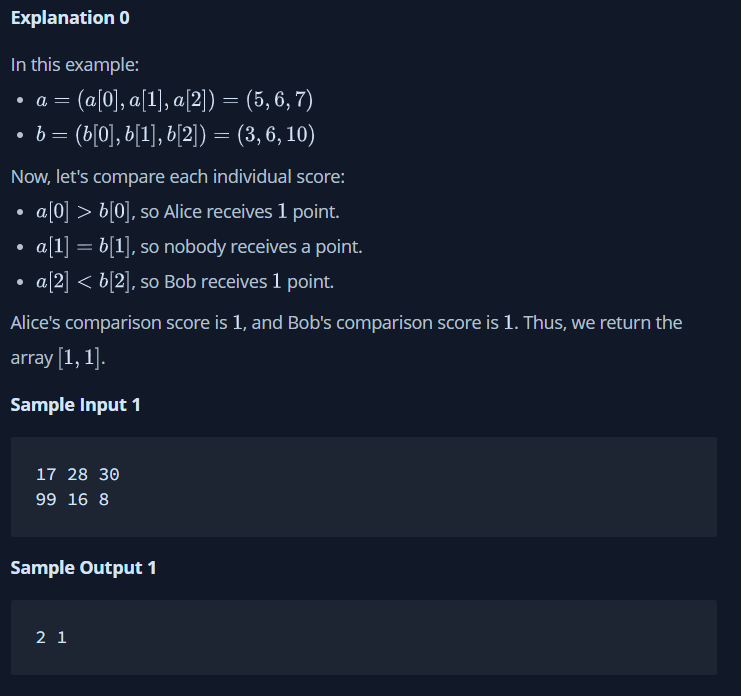 Explanation 0
In this example:
• a = (a[0], a[1], a[2]) = (5, 6, 7)
• b = (b[0], b[1], b[2]) = (3, 6, 10)
Now, let's compare each individual score:
• a[0] > b[0], so Alice receives 1 point.
• a[1] = b[1], so nobody receives a point.
• a[2] < b[2], so Bob receives 1 point.
Alice's comparison score is 1, and Bob's comparison score is 1. Thus, we return the
array [1, 1].
Sample Input 1
17 28 30
99 16 8
Sample Output 1
2 1